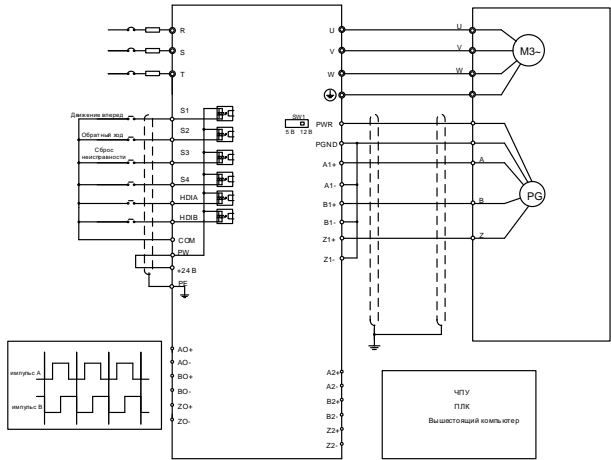 R
S
T
U
V
W
U
V
W
M3~
S1
Движение вперед
S2
Обратный ход
S3
Сброс
неисправности
S4
HDIA
HDIB
COM
PW
+24 В
PE
SW1
5 В 12 В
PWR
PGND
A1+
A1-
B1+
B1-
Z1+
Z1-
A
B
Z
PG
импульс A
импульс B
AO+
AO-
BO+
BO-
ZO+
ZO-
A2+
A2-
B2+
B2-
Z2+
Z2-
ЧПУ
ПЛК
Вышестоящий компьютер